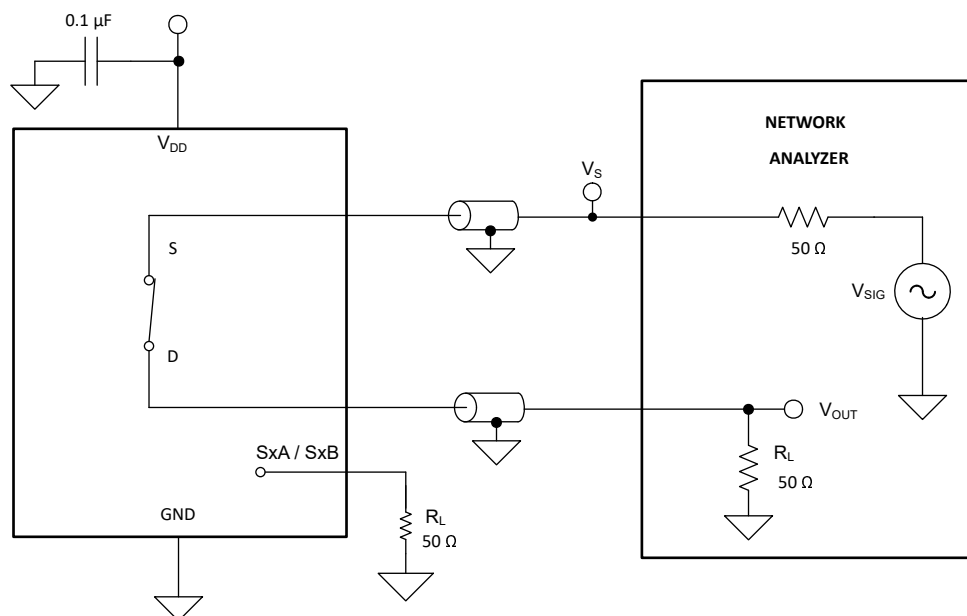 0.1 µF
VDD
NETWORK
ANALYZER
VS
S
50 Ω
VSIG
D
VOUT
SxA / SxB
RL
50 Ω
GND
RL
50 Ω